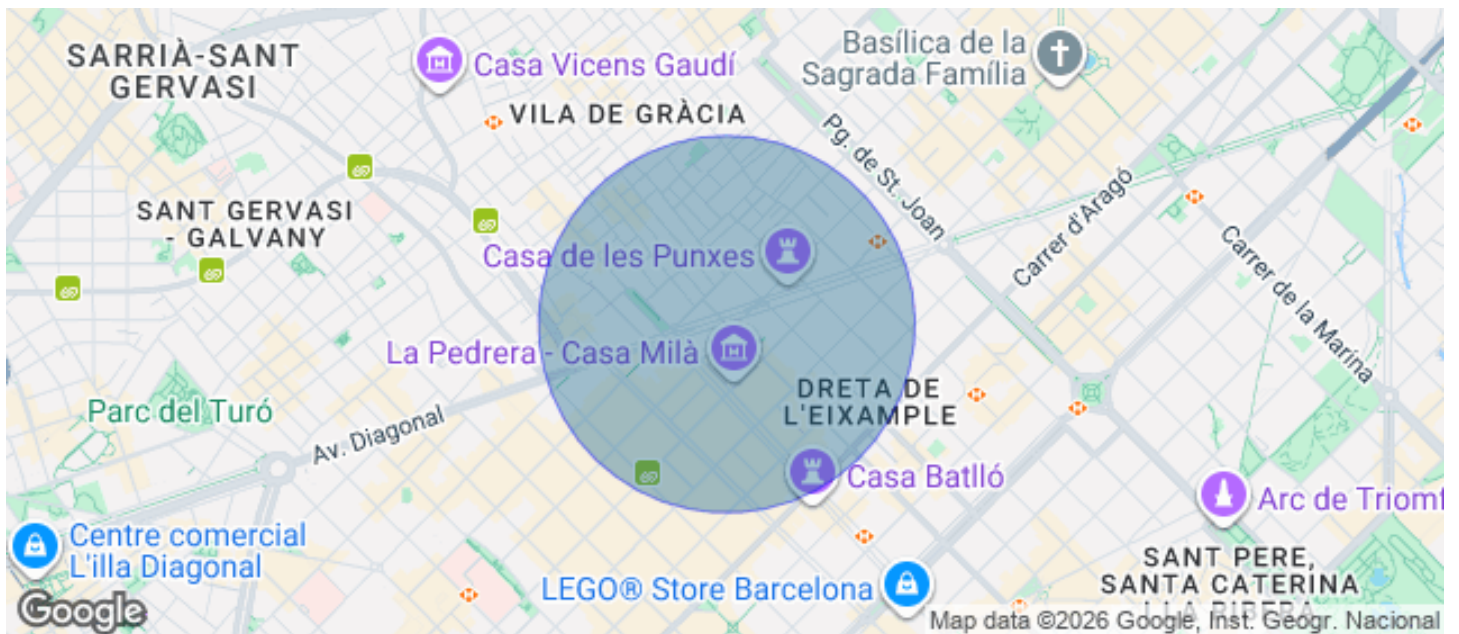 SARRIÀ-SANT
GERVASI
Casa Vicens Gaudí
Basílica de la
Sagrada Família
VILA DE GRÀCIA
Pg. de St. Joan
Carrer d'Aragó
SANT GERVASI
- GALVANY
Casa de les Punxes
Carrer de la Marina
La Pedrera - Casa Milà
DRETA DE
L'EIXAMPLE
Parc del Turó
Av. Diagonal
Casa Batlló
Arc de Triomf
Centre comercial
L'illa Diagonal
LEGO® Store Barcelona
SANT PERE,
SANTA CATERINA
I LA RIBERA
Google
Map data ©2026 Google, Inst. Geogr. Nacional